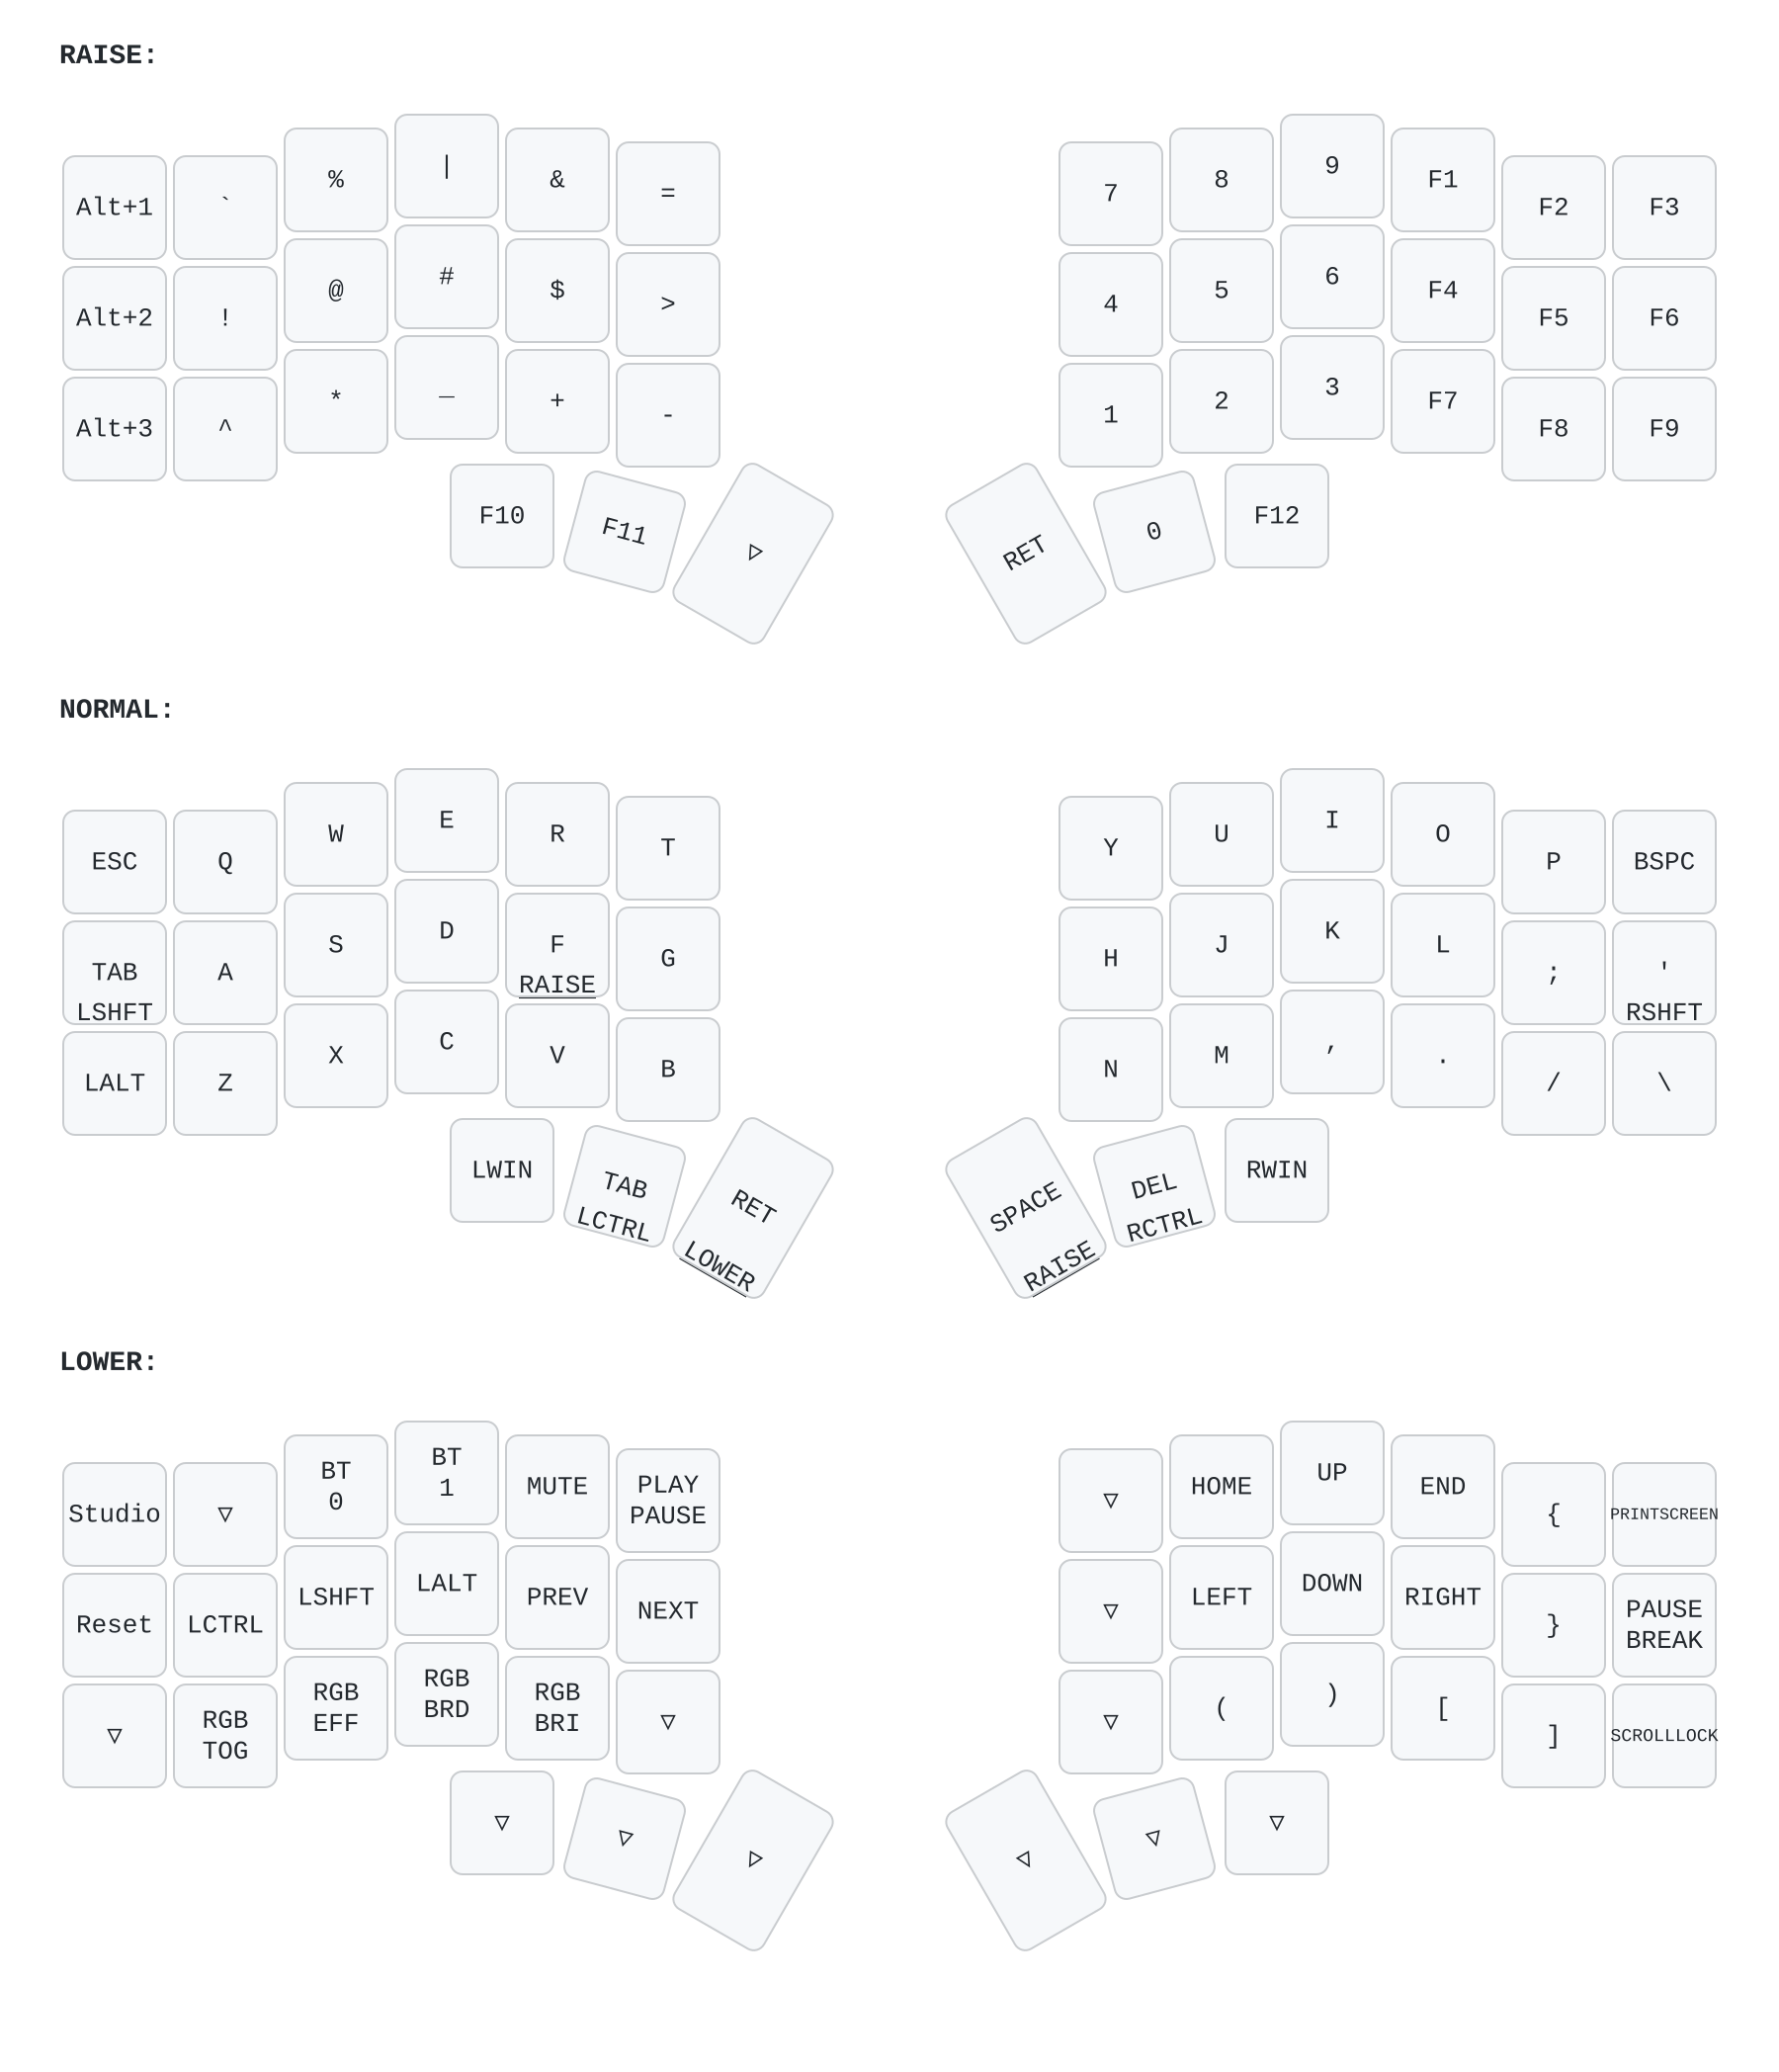 RAISE:
Alt+1 ` % | & = 7 8 9 F1 F2 F3
Alt+2 ! @ # $ > 4 5 6 F4 F5 F6
Alt+3 ^ * _ + - 1 2 3 F7 F8 F9
F10 F11 ▽ RET 0 F12
NORMAL:
ESC Q W E R T Y U I O P BSPC
TAB A S D F G H J K L ; '
LSHFT RAISE RSHFT
LALT Z X C V B N M , . / \
LWIN TAB RET SPACE DEL RWIN
LCTRL LOWER RAISE RCTRL
LOWER:
Studio ▽ BT BT MUTE PLAY ▽ HOME UP END { PRINTSCREEN
0 1 PAUSE
Reset LCTRL LSHFT LALT PREV NEXT ▽ LEFT DOWN RIGHT } PAUSE
BREAK
▽ RGB RGB RGB RGB ▽ ▽ ( ) [ ] SCROLLLOCK
TOG EFF BRD BRI
▽ ▽ ▽ ▽ ▽ ▽